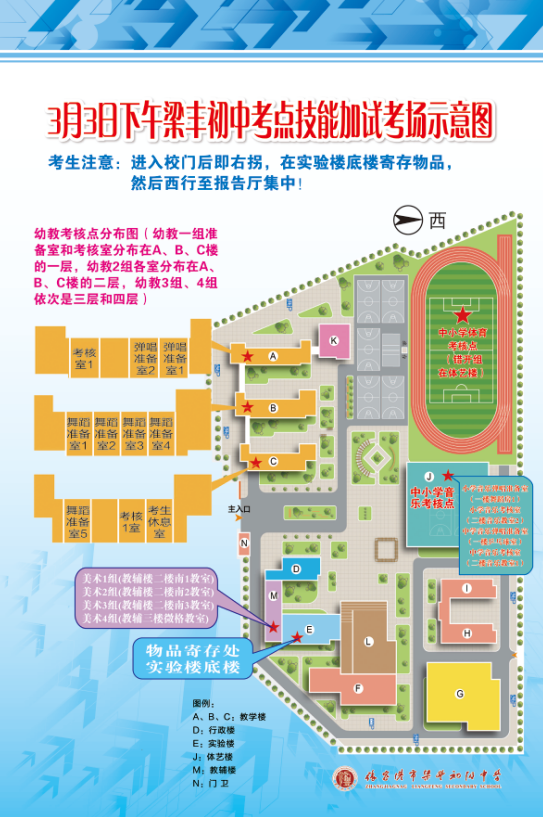 3月3日下午梁丰初中考点技能加试考场示意图
考生注意：进入校门后即右拐，在实验楼底楼寄存物品，
然后西行至报告厅集中！
西
幼教考核点分布图（幼教一组准
备室和考核室分布在A、B、C楼
的一层，幼教2组各室分布在A、
B、C楼的二层，幼教3组、4组
依次是三层和四层）
考核
室1
弹唱
准备
室2
弹唱
准备
室1
A
K
中小学体育
考核点
在体艺楼）
舞蹈
准备
室1
舞蹈
准备
室2
舞蹈
准备
室3
舞蹈
准备
室4
B
C
舞蹈
准备
室5
考核
1室
考生
休息
室
主入口
J
中小学音
乐考核点
N
D
M
E
L
F
I
H
G
美术1组(教辅楼二楼南1教室)
美术2组(教辅楼二楼南2教室)
美术3组(教辅楼二楼南3教室)
美术4组(教辅三楼微格教室)
物品寄存处
实验楼底楼
图例：
A、B、C：教学楼
D：行政楼
E：实验楼
J：体艺楼
M：教辅楼
N：门 卫
张家港市梁丰初级中学